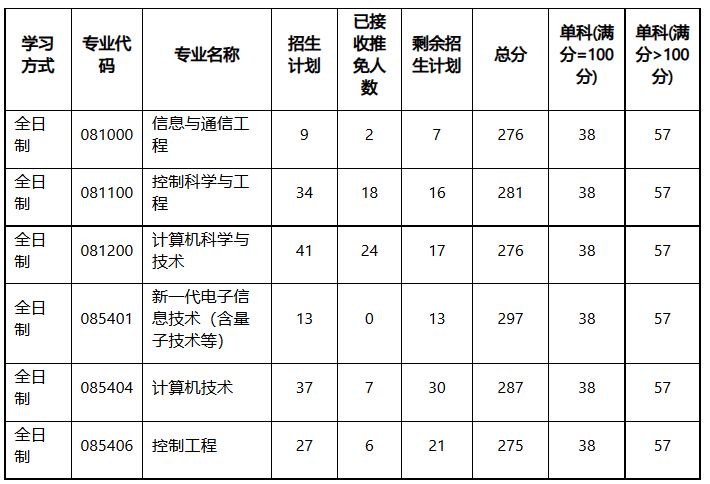 学习 专业代 专业名称 招生 已接 剩余招 总分 单科(满 单科(满
方式 码 计划 收推 生计划 分=100 分>100
免人 分) 分)
数
全日 081000 信息与通信工 9 2 7 276 38 57
制 程
全日 081100 控制科学与工 34 18 16 281 38 57
制 程
全日 081200 计算机科学与 41 24 17 276 38 57
制 技术
全日 085401 新一代电子信 13 0 13 297 38 57
制 息技术（含量
子技术等）
全日 085404 计算机技术 37 7 30 287 38 57
制
全日 085406 控制工程 27 6 21 275 38 57
制